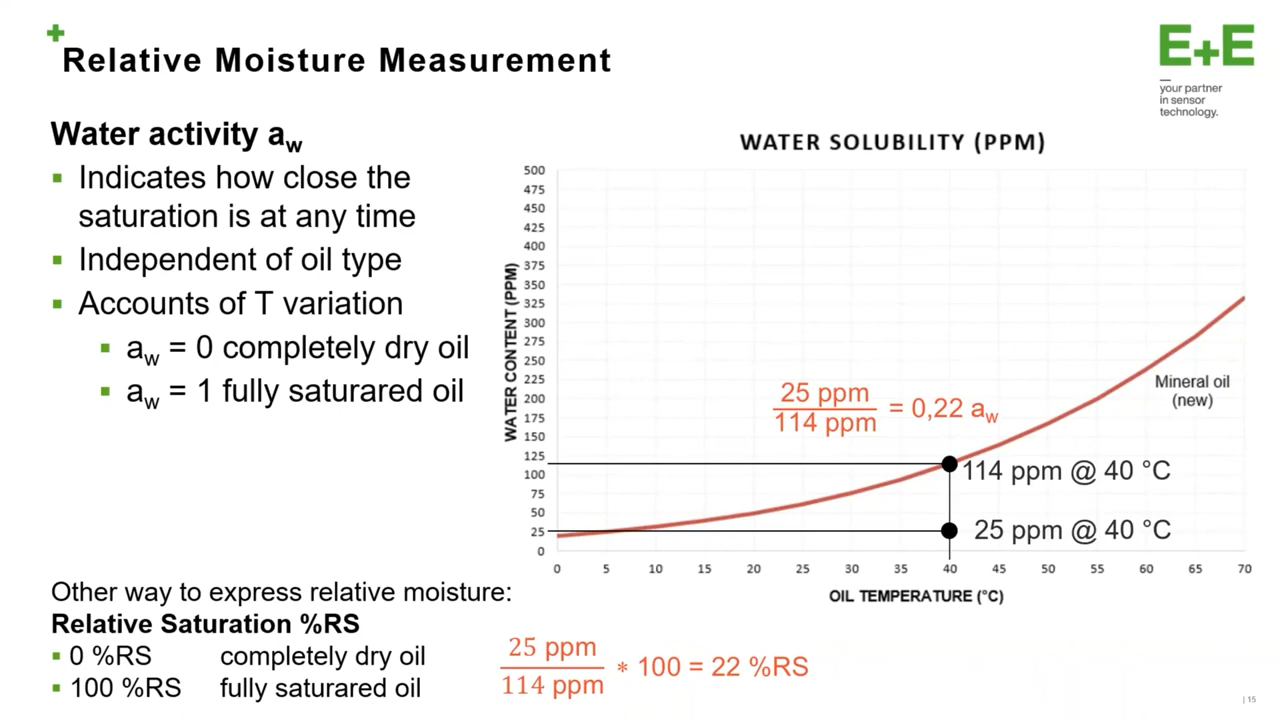 Relative Moisture Measurement
E+E
your partner
in sensor
technology.
Water activity aw
Indicates how close the
saturation is at any time
Independent of oil type
Accounts of T variation
aw = 0 completely dry oil
aw = 1 fully saturared oil
WATER SOLUBILITY (PPM)
WATER CONTENT (PPM)
500
475
450
425
400
375
350
325
300
275
250
225
200
175
150
125
100
75
50
25
0
0 5 10 15 20 25 30 35 40 45 50 55 60 65 70
OIL TEMPERATURE (°C)
Mineral oil
(new)
25 ppm
114 ppm
= 0,22 aw
114 ppm @ 40 °C
25 ppm @ 40 °C
Other way to express relative moisture:
Relative Saturation %RS
0 %RS completely dry oil
100 %RS fully saturared oil
25 ppm
114 ppm
* 100 = 22 %RS
| 15